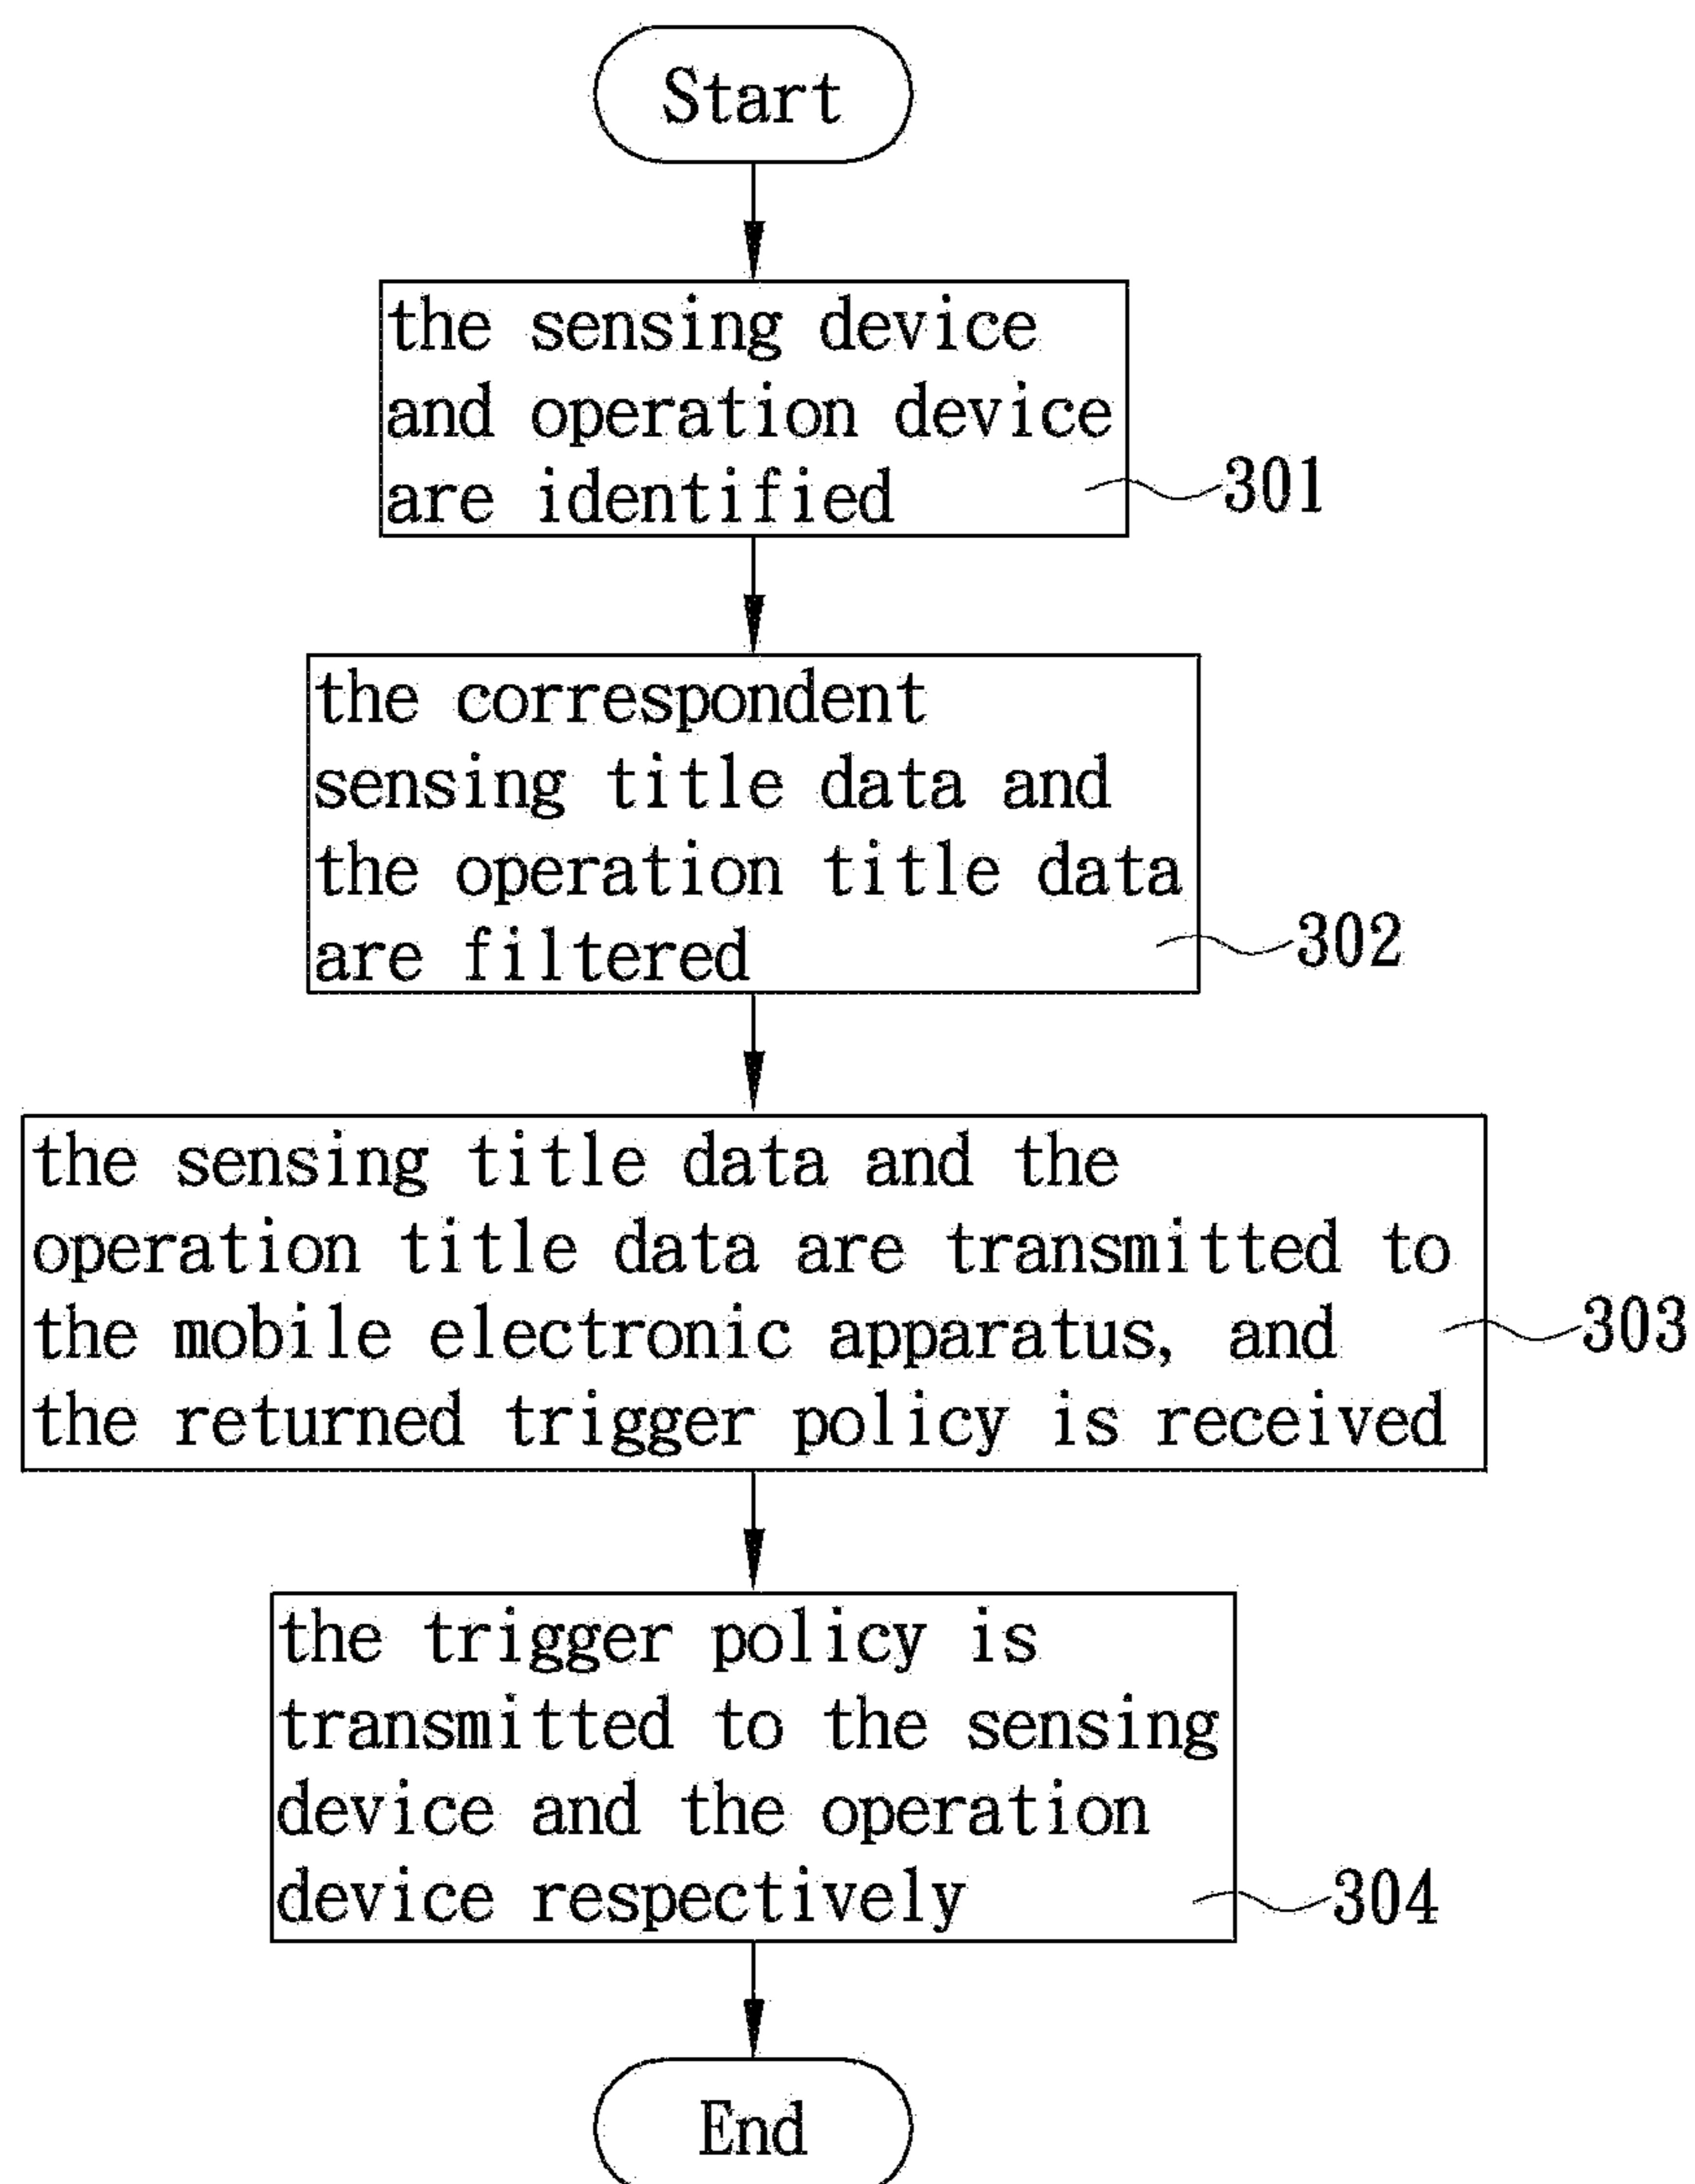 Start
the sensing device
and operation device
are identified
301
the correspondent
sensing title data and
the operation title data
are filtered
302
the sensing title data and the
operation title data are transmitted to
the mobile electronic apparatus, and
the returned trigger policy is received
303
the trigger policy is
transmitted to the sensing
device and the operation
device respectively
304
End